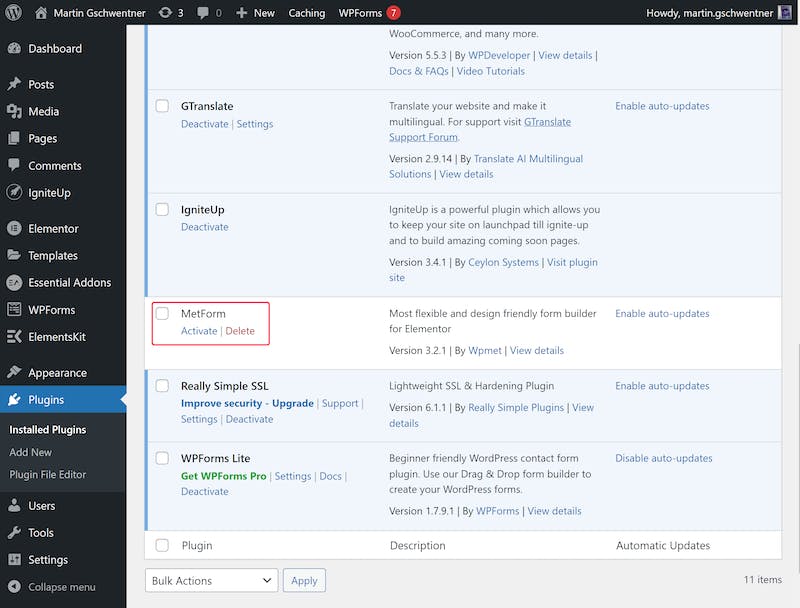 Martin Gschwentner 3 0 New Caching WPForms 7 Howdy, martin.gschwentner
Dashboard
Posts
Media
Pages
Comments
IgniteUp
Elementor
Templates
Essential Addons
WPForms
ElementsKit
Appearance
Plugins
Installed Plugins
Add New
Plugin File Editor
Users
Tools
Settings
Collapse menu
WooCommerce, and many more.
Version 5.5.3 | By WPDeveloper | View details |
Docs & FAQs | Video Tutorials
GTranslate
Deactivate | Settings
Translate your website and make it
multilingual. For support visit GTranslate
Support Forum.
Version 2.9.14 | By Translate AI Multilingual
Solutions | View details
Enable auto-updates
IgniteUp
Deactivate
IgniteUp is a powerful plugin which allows you
to keep your site on launchpad till ignite-up
and to build amazing coming soon pages.
Version 3.4.1 | By Ceylon Systems | Visit plugin
site
MetForm
Activate | Delete
Most flexible and design friendly form builder
for Elementor
Version 3.2.1 | By Wpmet | View details
Enable auto-updates
Really Simple SSL
Improve security - Upgrade | Support |
Settings | Deactivate
Lightweight SSL & Hardening Plugin
Version 6.1.1 | By Really Simple Plugins | View
details
Enable auto-updates
WPForms Lite
Get WPForms Pro | Settings | Docs |
Deactivate
Beginner friendly WordPress contact form
plugin. Use our Drag & Drop form builder to
create your WordPress forms.
Version 1.7.9.1 | By WPForms | View details
Disable auto-updates
Plugin Description Automatic Updates
Bulk Actions Apply 11 items